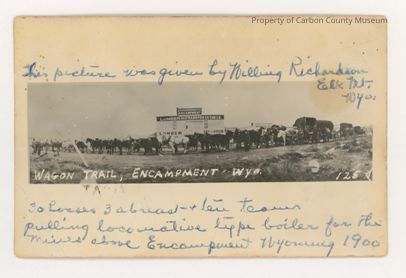 Property of Carbon County Museum
This picture was given by Willing Richardson
Elk Mt.
Wyo.
LUMBER
WAGON TRAIL, ENCAMPMENT - WYO.
30 horses 3 abreast + ten teams
pulling locomotive type boiler for the
mines above Encampment Wyoming 1900